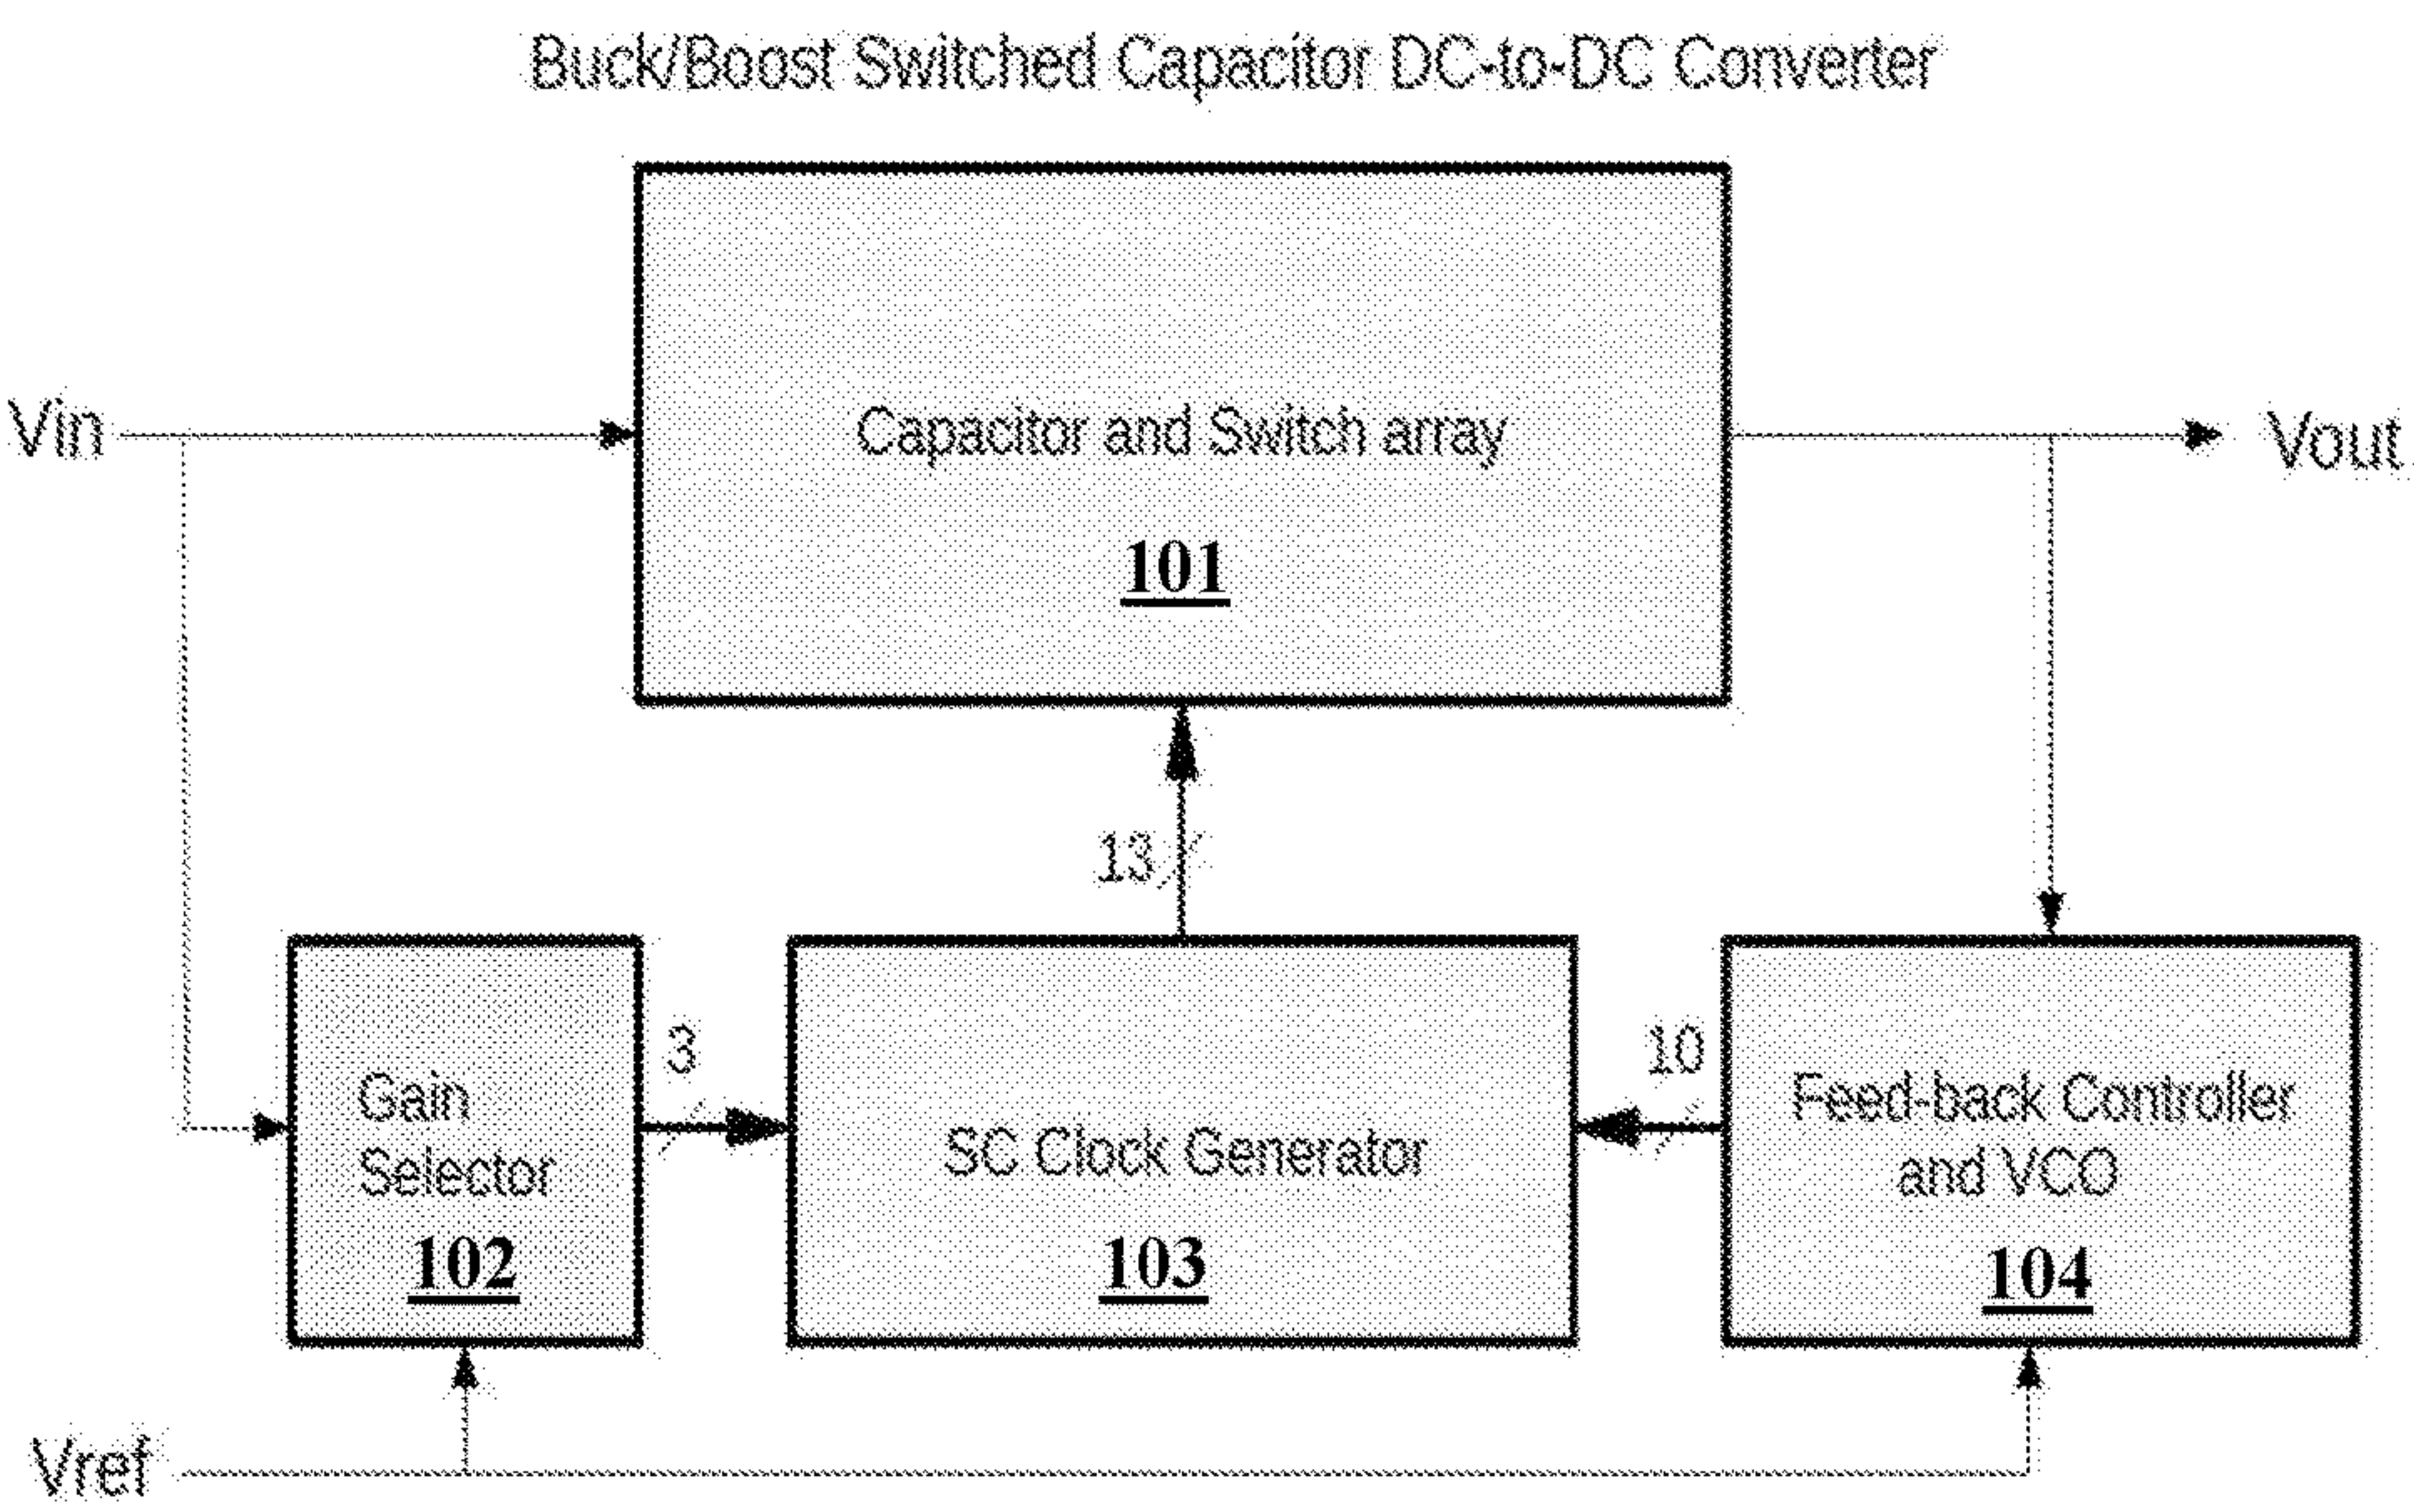 Buck/Boost Switched Capacitor DC-to-DC Converter
Vin
Capacitor and Switch array
101
Vout
13
3
10
Gain
Selector
102
SC Clock Generator
103
Feed-back Controller
and VCO
104
Vref